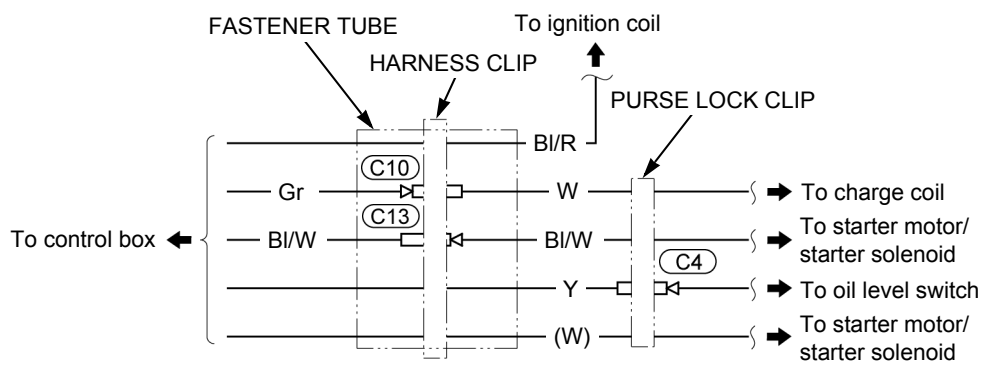 FASTENER TUBE
To ignition coil
HARNESS CLIP
PURSE LOCK CLIP
Bl/R
C10
Gr
W
To charge coil
C13
To control box
Bl/W
Bl/W
To starter motor/
starter solenoid
C4
Y
To oil level switch
(W)
To starter motor/
starter solenoid